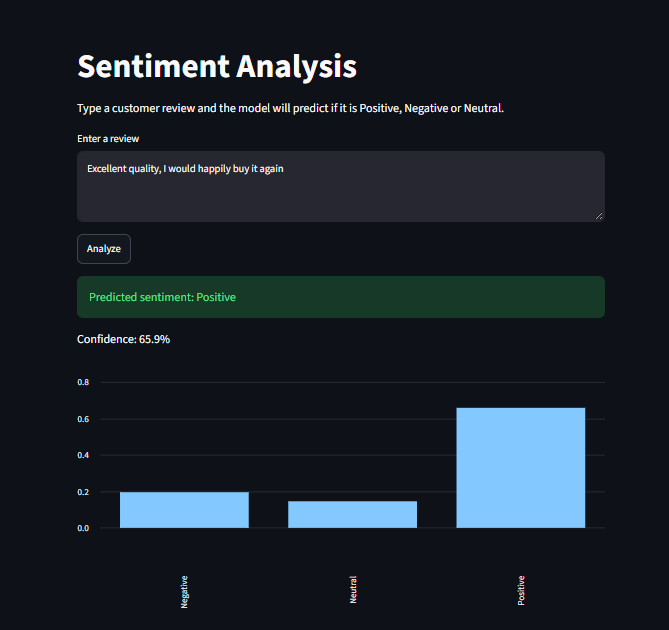 Sentiment Analysis
Type a customer review and the model will predict if it is Positive, Negative or Neutral.
Enter a review
Excellent quality, I would happily buy it again
Analyze
Predicted sentiment: Positive
Confidence: 65.9%
0.8
0.6
0.4
0.2
0.0
Negative
Neutral
Positive